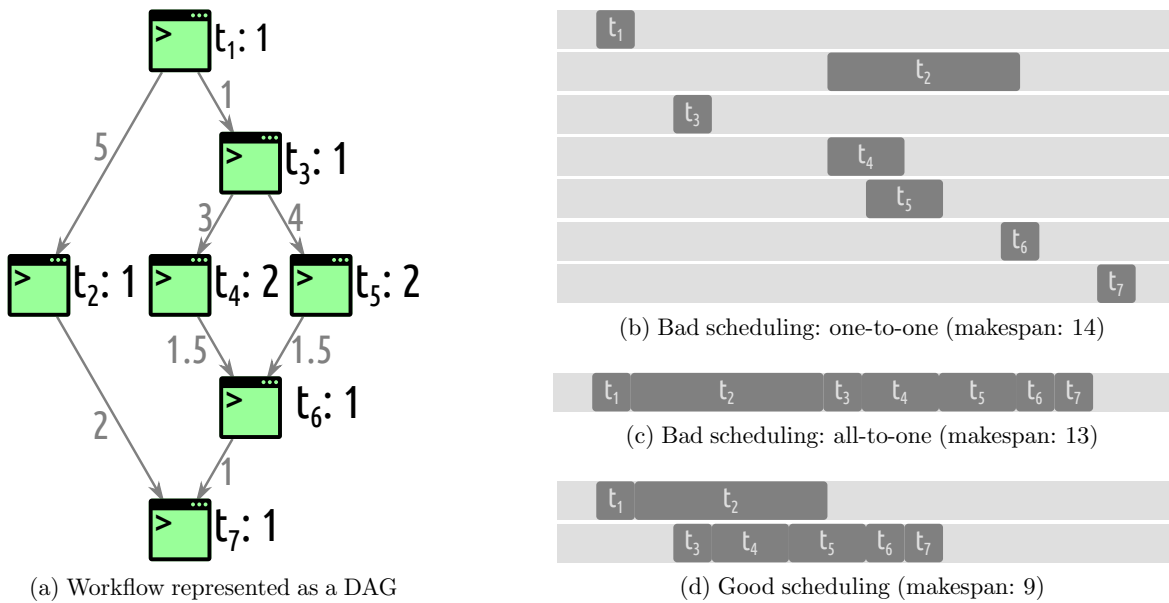 t₁: 1
5
1
t₃: 1
3
4
t₂: 1
t₄: 2
t₅: 2
1.5
1.5
t₆: 1
2
1
t₇: 1
(a) Workflow represented as a DAG
t₁
t₂
t₃
t₄
t₅
t₆
t₇
(b) Bad scheduling: one-to-one (makespan: 14)
t₁ t₂ t₃ t₄ t₅ t₆ t₇
(c) Bad scheduling: all-to-one (makespan: 13)
t₁ t₂
t₃ t₄ t₅ t₆ t₇
(d) Good scheduling (makespan: 9)